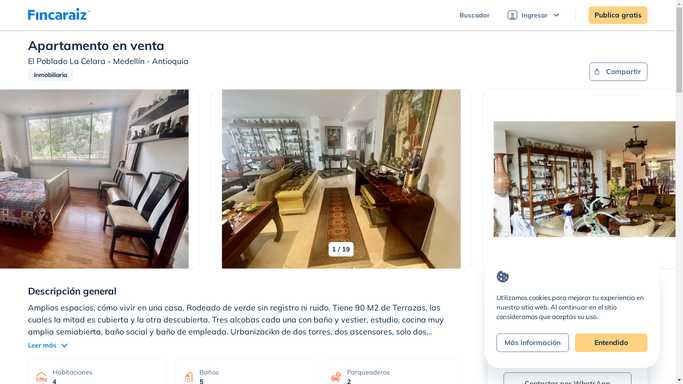 Fincaraiz
Buscador
Ingresar
Publica gratis
Apartamento en venta
El Poblado La Celara - Medellín - Antioquia
Inmobiliaria
Compartir
1 / 19
Descripción general
Amplios espacios, cómo vivir en una casa, Rodeado de verde sin registro ni ruido. Tiene 90 M2 de Terrazas, las
cuales la mitad es cubierta y la otra descubierta. Tres alcobas cada una con baño y vestier, estudio, cocina muy
amplia semiabierta, baño social y baño de empleada. Urbanizacikn de dos torres, dos ascensores, solo dos...
Leer más
Habitaciones
4
Baños
5
Parqueaderos
2
Utilizamos cookies para mejorar tu experiencia en
nuestro sitio web. Al continuar en el sitio
consideramos que aceptas su uso.
Más información
Entendido
Contactar por WhatsApp